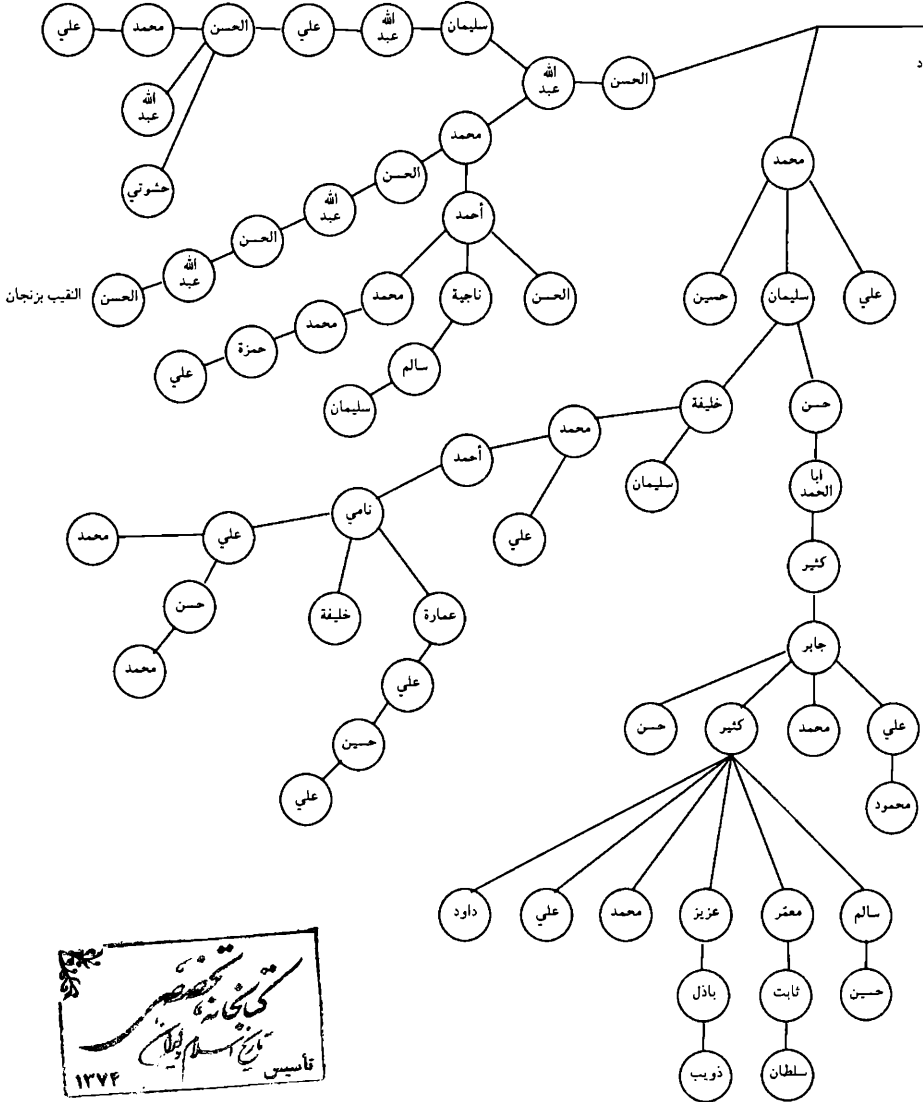 سليمان
عبد الله
علي
الحسن
محمد
علي
عبد الله
حشوتي
د
الحسن
عبد الله
محمد
الحسن
عبد الله
الحسن
عبد الله
الحسن
النقيب بزنجان
أحمد
الحسن
ناجية
محمد
محمد
حمزة
علي
سالم
سليمان
محمد
علي
سليمان
حسين
حسن
خليفة
سليمان
محمد
علي
أحمد
نامي
علي
محمد
حسن
محمد
خليفة
عمارة
علي
حسين
علي
ابا الحمد
كثير
جابر
علي
محمد
كثير
حسن
محمود
سالم
معمّر
عزيز
محمد
علي
داود
حسين
ثابت
باذل
سلطان
ذويب
كتابخانه تخصصى
تاريخ اسلام و ايران
تأسيس ١٣٧۴